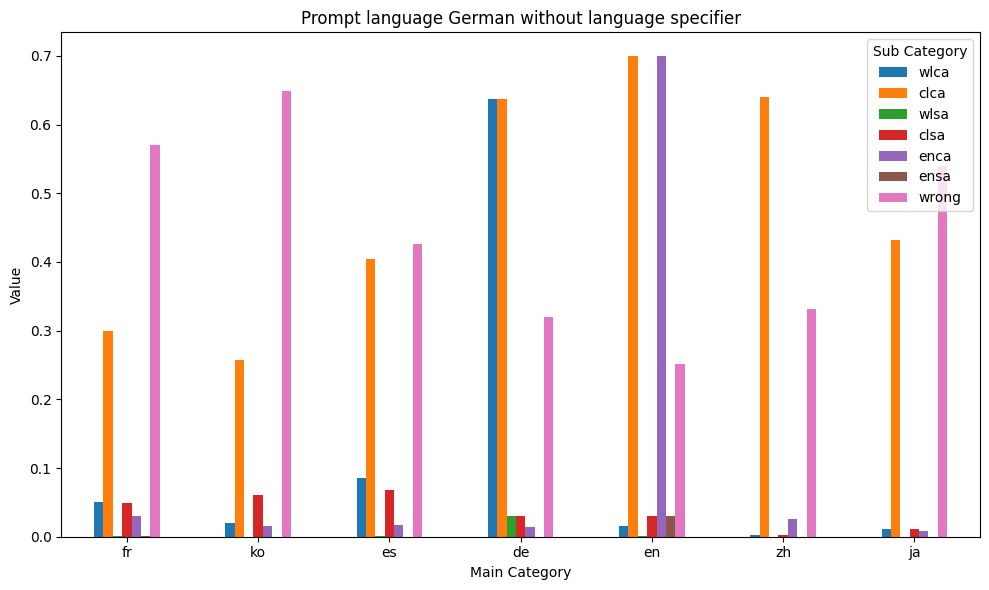 Prompt language German without language specifier
Value
0.7
0.6
0.5
0.4
0.3
0.2
0.1
0.0
Sub Category
wlca
clca
wlsa
clsa
enca
ensa
wrong
fr ko es de en zh ja
Main Category